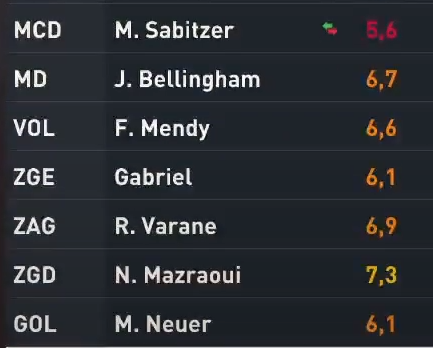 MCD M. Sabitzer 5,6
MD J. Bellingham 6,7
VOL F. Mendy 6,6
ZGE Gabriel 6,1
ZAG R. Varane 6,9
ZGD N. Mazraoui 7,3
GOL M. Neuer 6,1